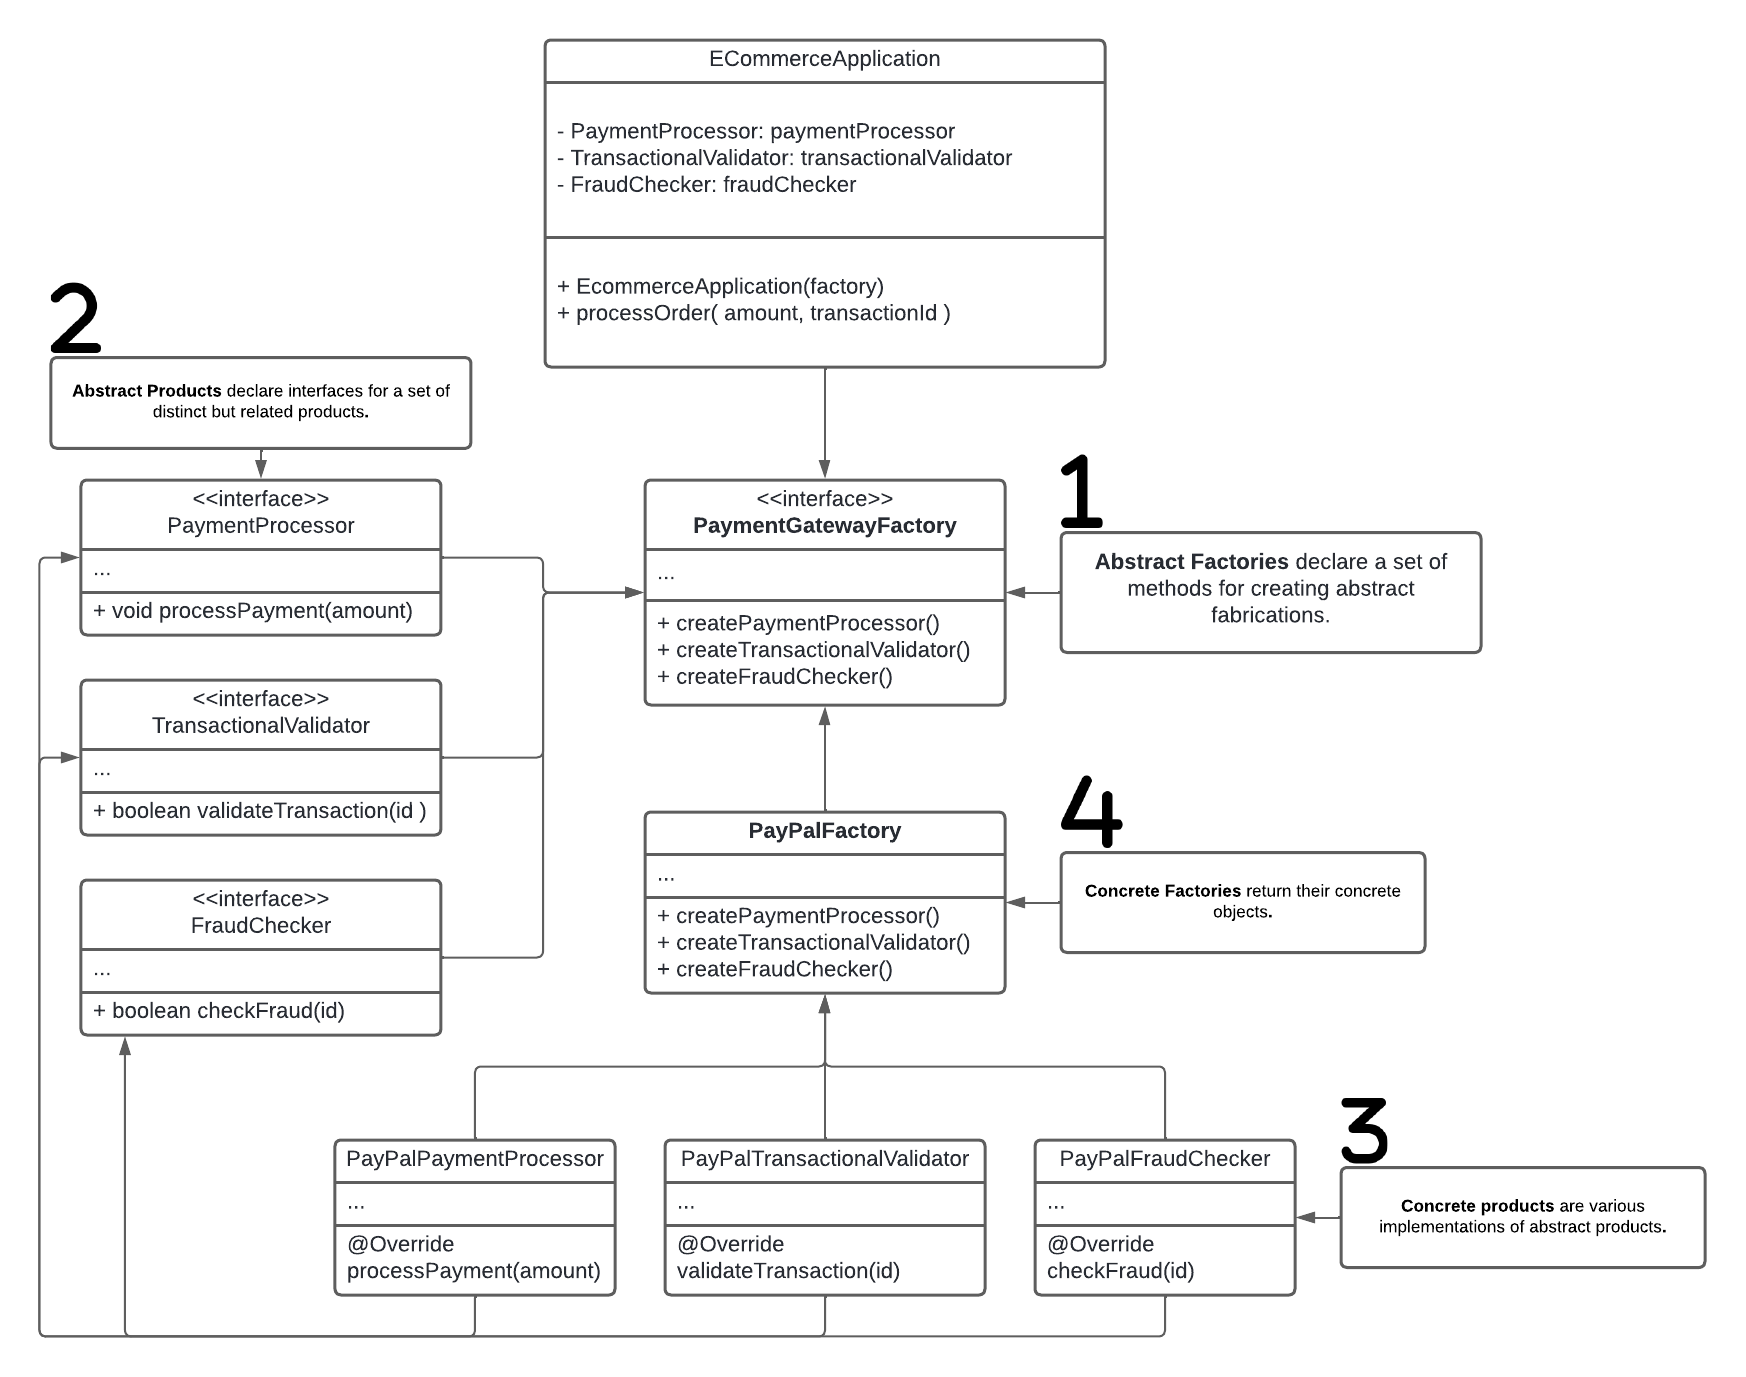 ECommerceApplication
- PaymentProcessor: paymentProcessor
- TransactionalValidator: transactionalValidator
- FraudChecker: fraudChecker
+ EcommerceApplication(factory)
+ processOrder( amount, transactionId )
2
Abstract Products declare interfaces for a set of
distinct but related products.
<<interface>>
PaymentProcessor
...
+ void processPayment(amount)
<<interface>>
PaymentGatewayFactory
...
+ createPaymentProcessor()
+ createTransactionalValidator()
+ createFraudChecker()
1
Abstract Factories declare a set of
methods for creating abstract
fabrications.
<<interface>>
TransactionalValidator
...
+ boolean validateTransaction(id )
<<interface>>
FraudChecker
...
+ boolean checkFraud(id)
PayPalFactory
...
+ createPaymentProcessor()
+ createTransactionalValidator()
+ createFraudChecker()
4
Concrete Factories return their concrete
objects.
PayPalPaymentProcessor
...
@Override
processPayment(amount)
PayPalTransactionalValidator
...
@Override
validateTransaction(id)
PayPalFraudChecker
...
@Override
checkFraud(id)
3
Concrete products are various
implementations of abstract products.